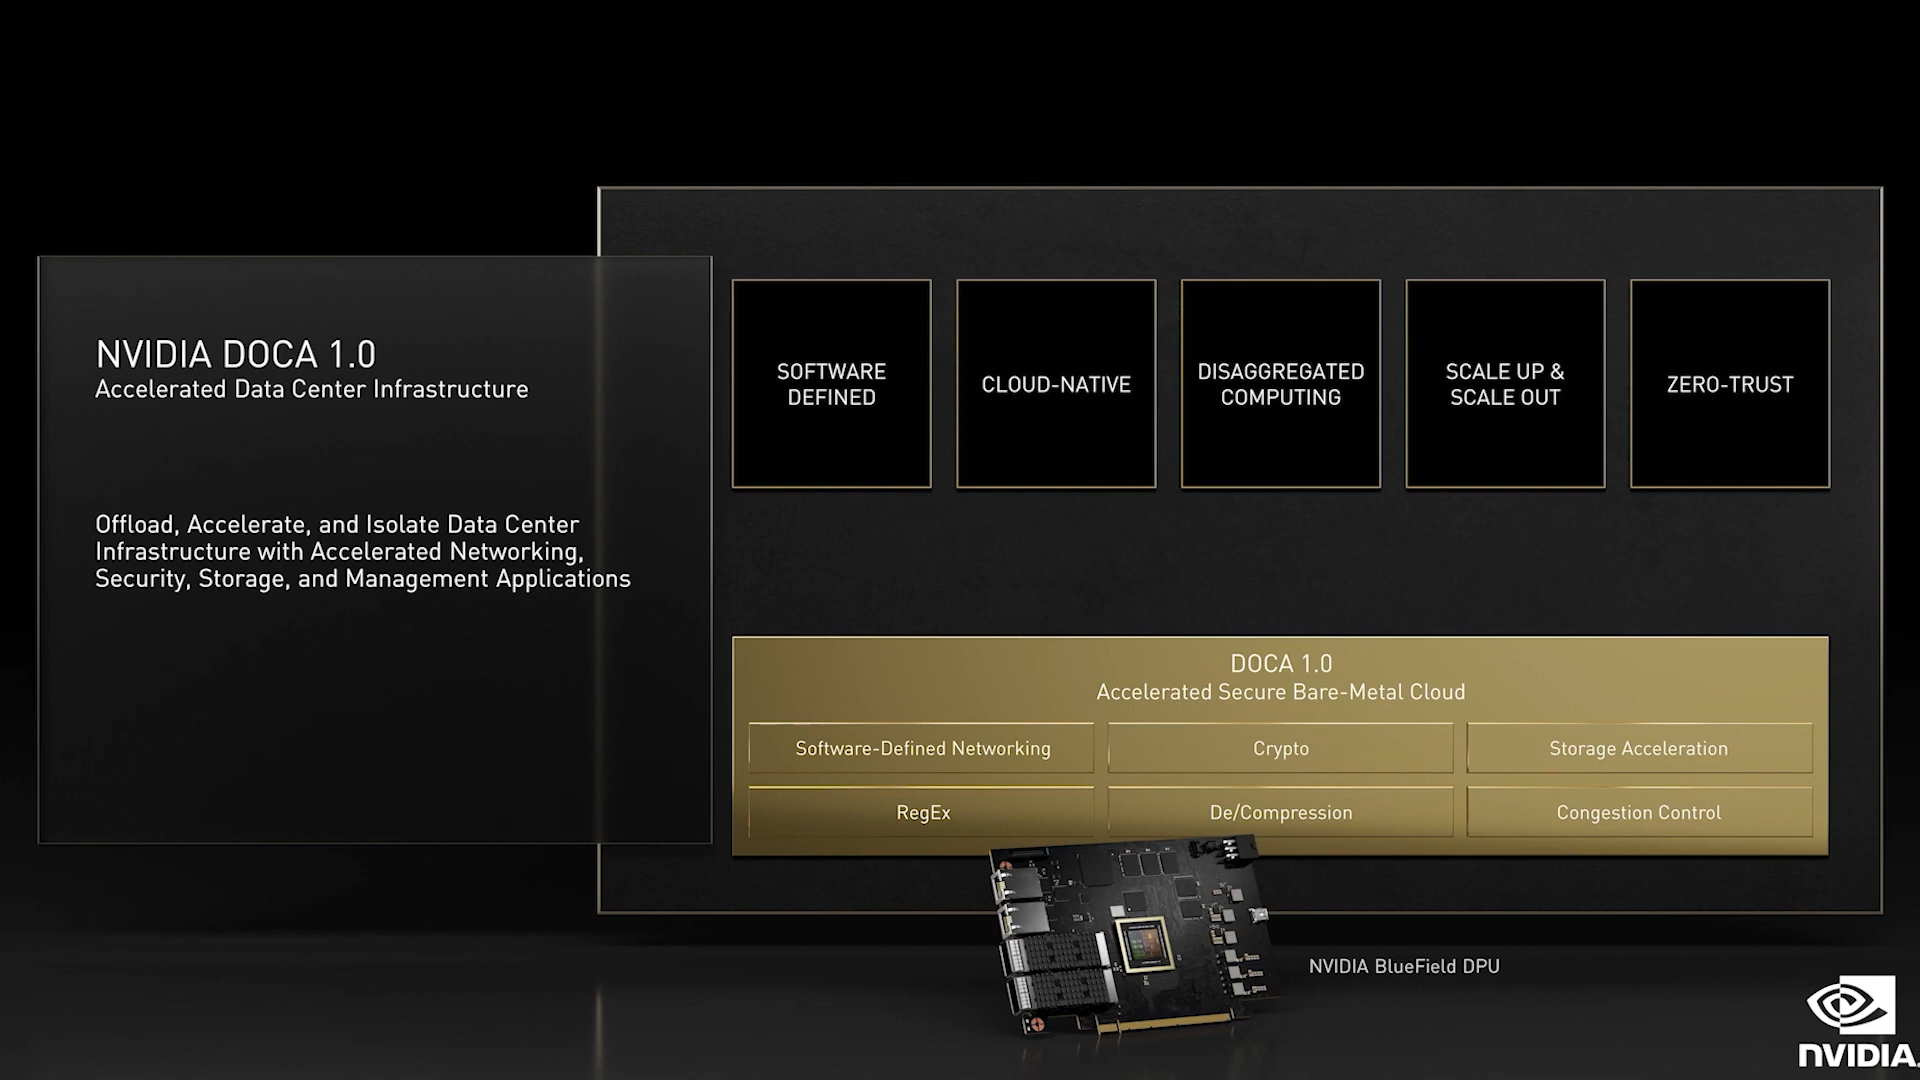 NVIDIA DOCA 1.0
Accelerated Data Center Infrastructure
Offload, Accelerate, and Isolate Data Center
Infrastructure with Accelerated Networking,
Security, Storage, and Management Applications
SOFTWARE
DEFINED
CLOUD-NATIVE
DISAGGREGATED
COMPUTING
SCALE UP &
SCALE OUT
ZERO-TRUST
DOCA 1.0
Accelerated Secure Bare-Metal Cloud
Software-Defined Networking
Crypto
Storage Acceleration
RegEx
De/Compression
Congestion Control
NVIDIA BlueField DPU
NVIDIA.